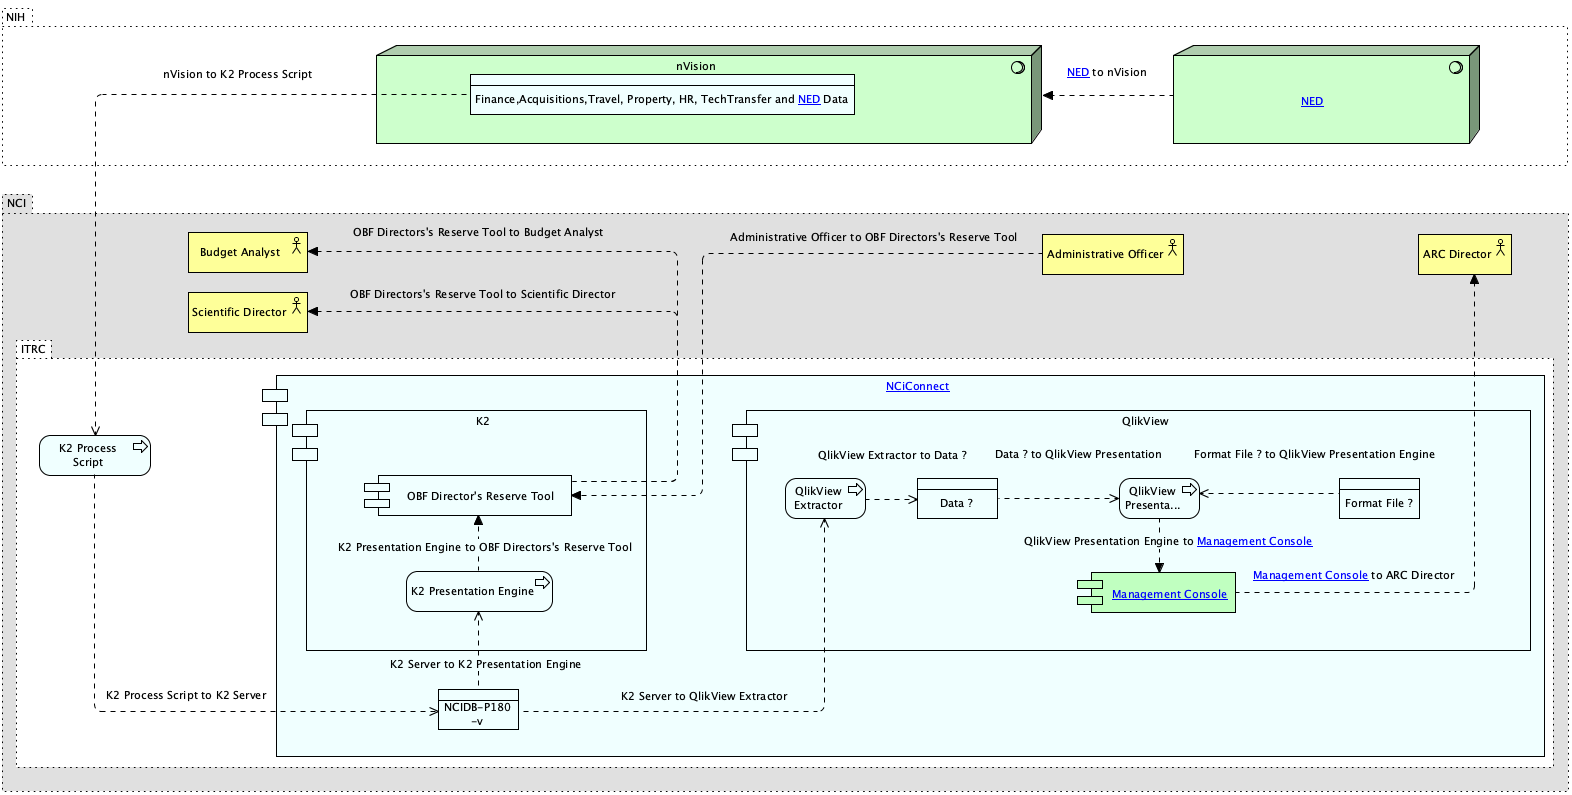 NIH
nVision to K2 Process Script
nVision
Finance,Acquisitions,Travel, Property, HR, TechTransfer and NED Data
NED to nVision
NED
NCI
Budget Analyst
OBF Directors's Reserve Tool to Budget Analyst
Administrative Officer to OBF Directors's Reserve Tool
Administrative Officer
ARC Director
Scientific Director
OBF Directors's Reserve Tool to Scientific Director
ITRC
NCiConnect
K2 Process
Script
K2
OBF Director's Reserve Tool
K2 Presentation Engine to OBF Directors's Reserve Tool
K2 Presentation Engine
K2 Server to K2 Presentation Engine
QlikView
QlikView Extractor to Data ?
Data ? to QlikView Presentation
Format File ? to QlikView Presentation Engine
QlikView
Extractor
Data ?
QlikView
Presenta...
Format File ?
QlikView Presentation Engine to Management Console
Management Console to ARC Director
Management Console
K2 Process Script to K2 Server
NCIDB-P180
-v
K2 Server to QlikView Extractor